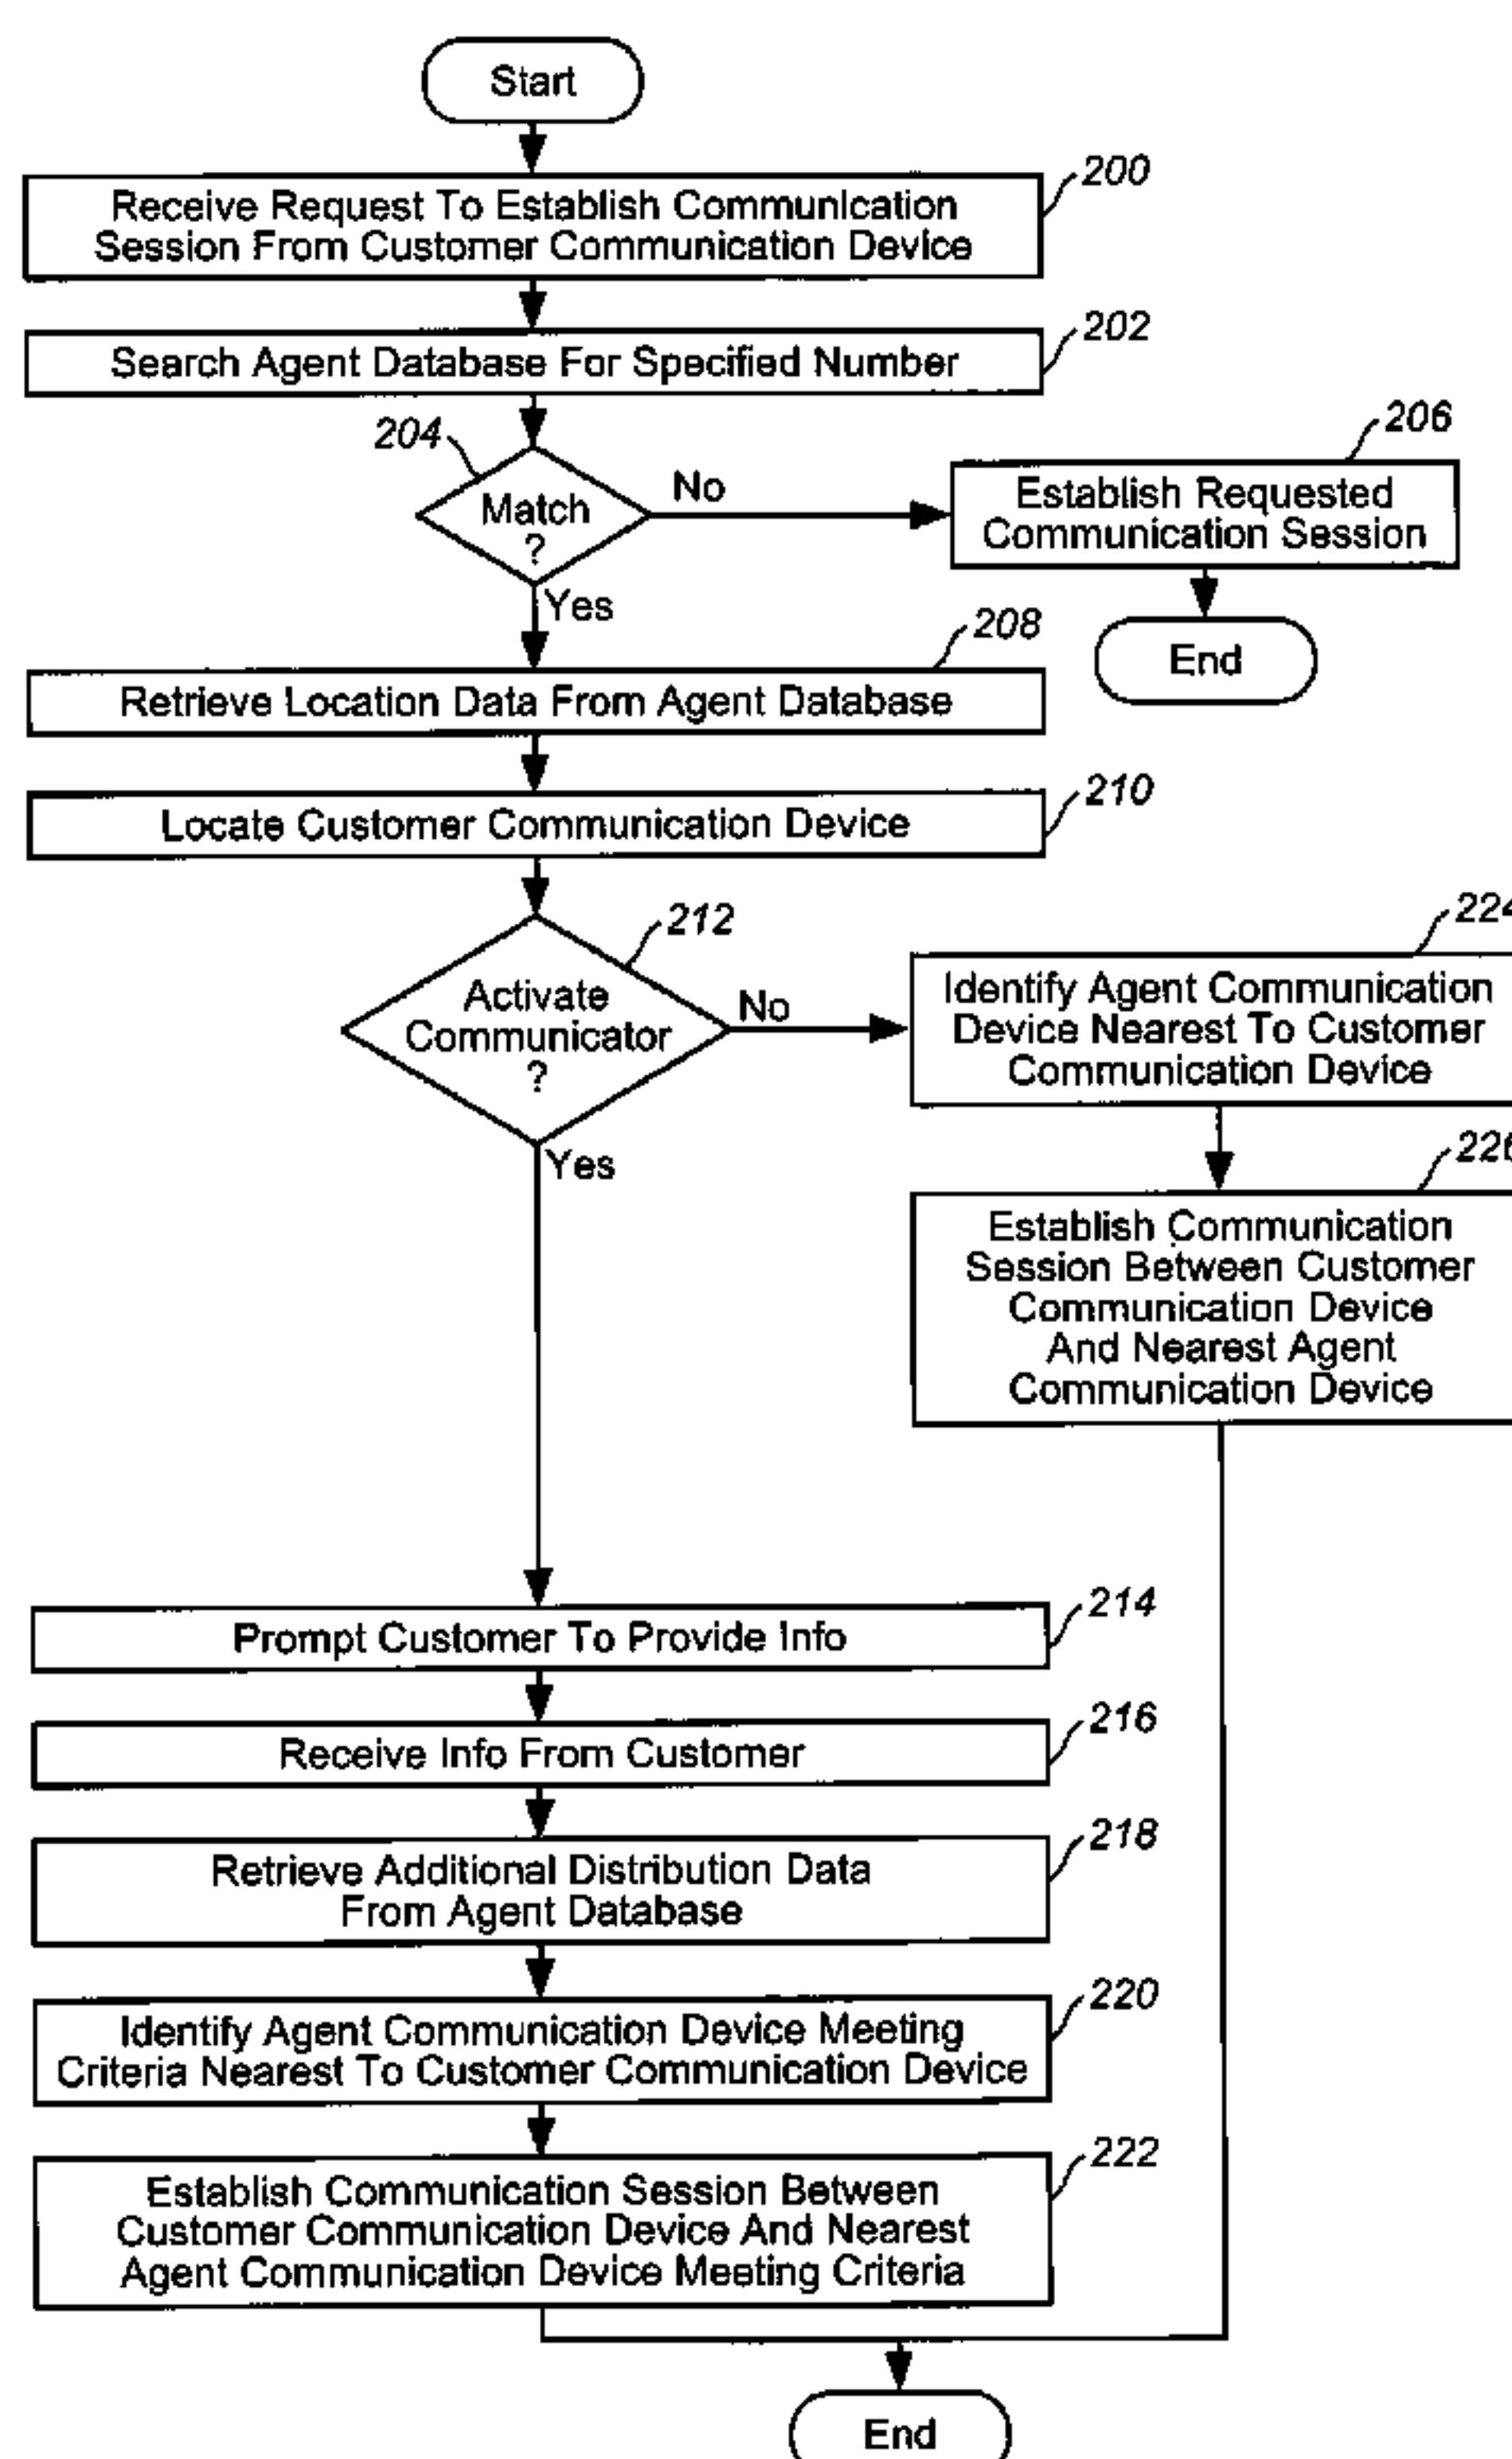 Start
200
Receive Request To Establish Communication
Session From Customer Communication Device
202
Search Agent Database For Specified Number
204
Match
?
No
206
Establish Requested
Communication Session
End
Yes
208
Retrieve Location Data From Agent Database
210
Locate Customer Communication Device
212
Activate
Communicator
?
No
224
Identify Agent Communication
Device Nearest To Customer
Communication Device
Yes
226
Establish Communication
Session Between Customer
Communication Device
And Nearest Agent
Communication Device
214
Prompt Customer To Provide Info
216
Receive Info From Customer
218
Retrieve Additional Distribution Data
From Agent Database
220
Identify Agent Communication Device Meeting
Criteria Nearest To Customer Communication Device
222
Establish Communication Session Between
Customer Communication Device And Nearest
Agent Communication Device Meeting Criteria
End